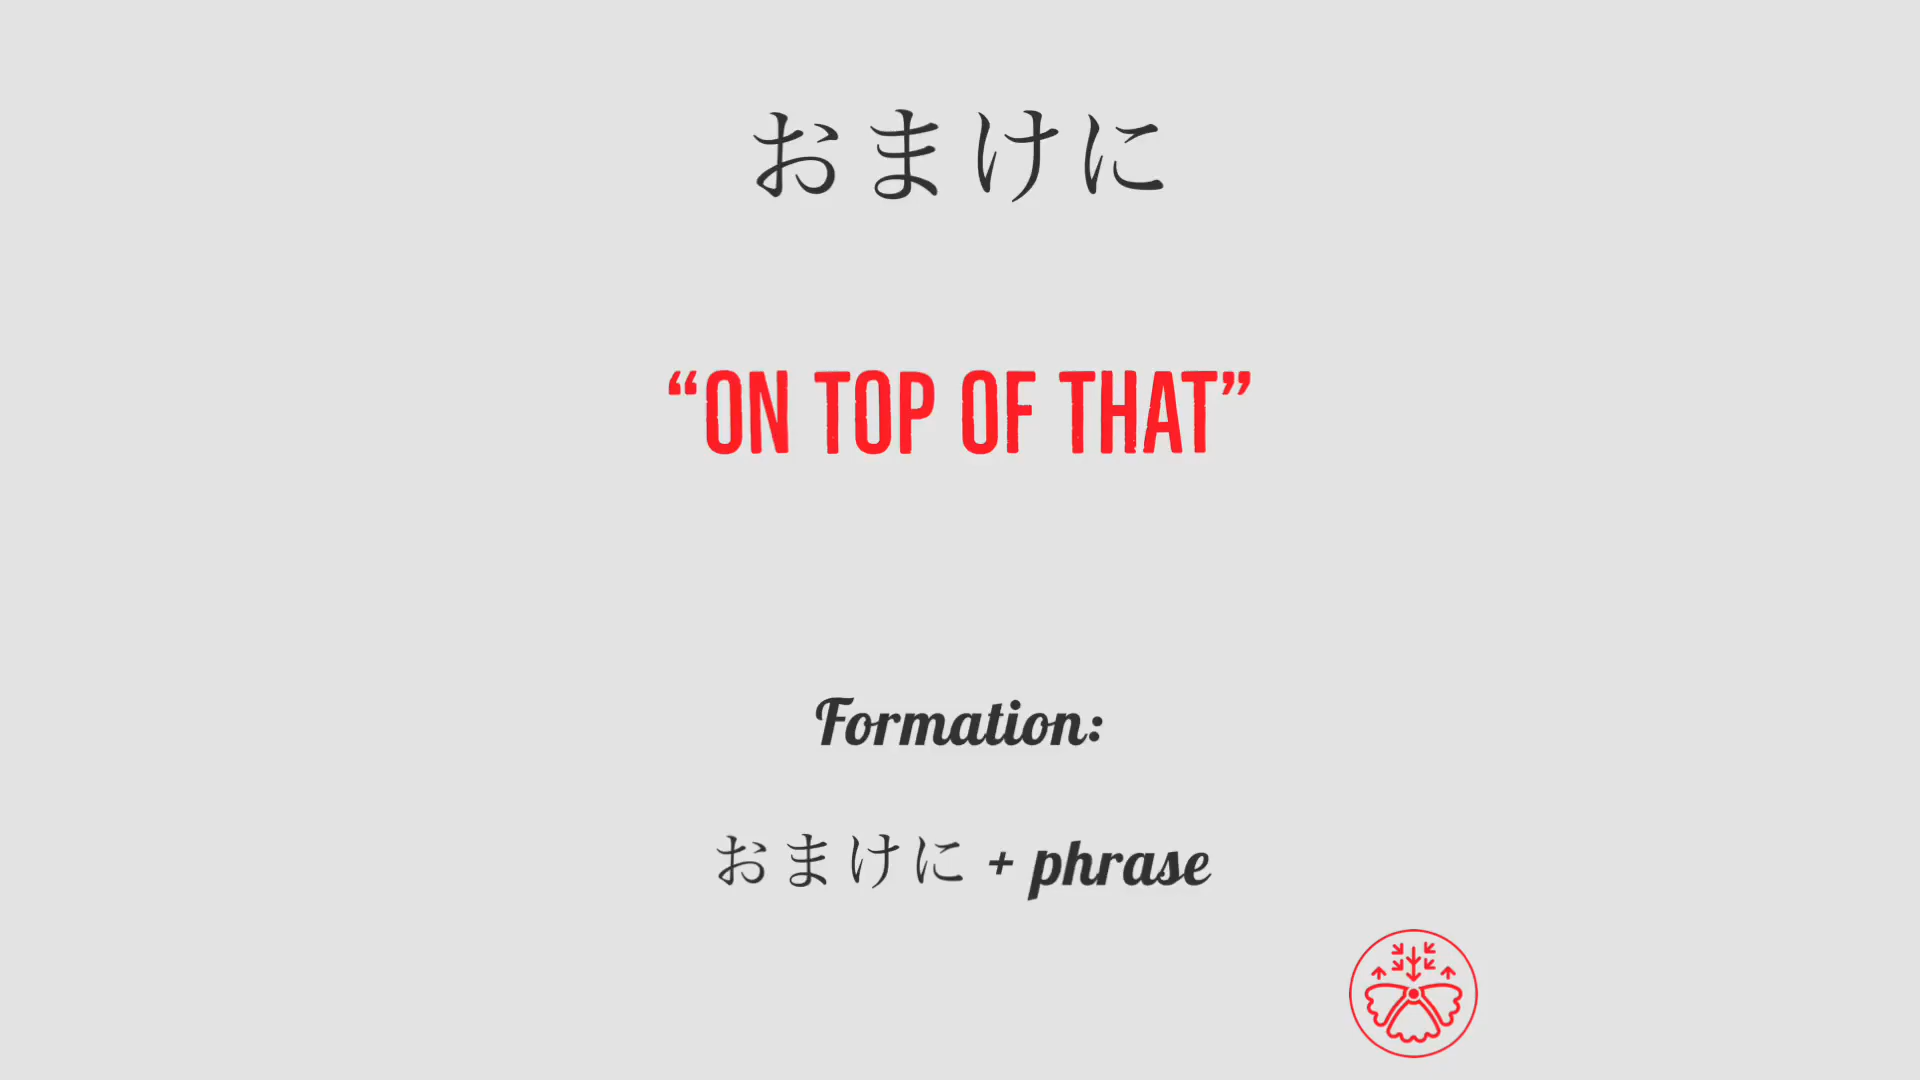 おまけに
“ON TOP OF THAT”
Formation:
おまけに + phrase